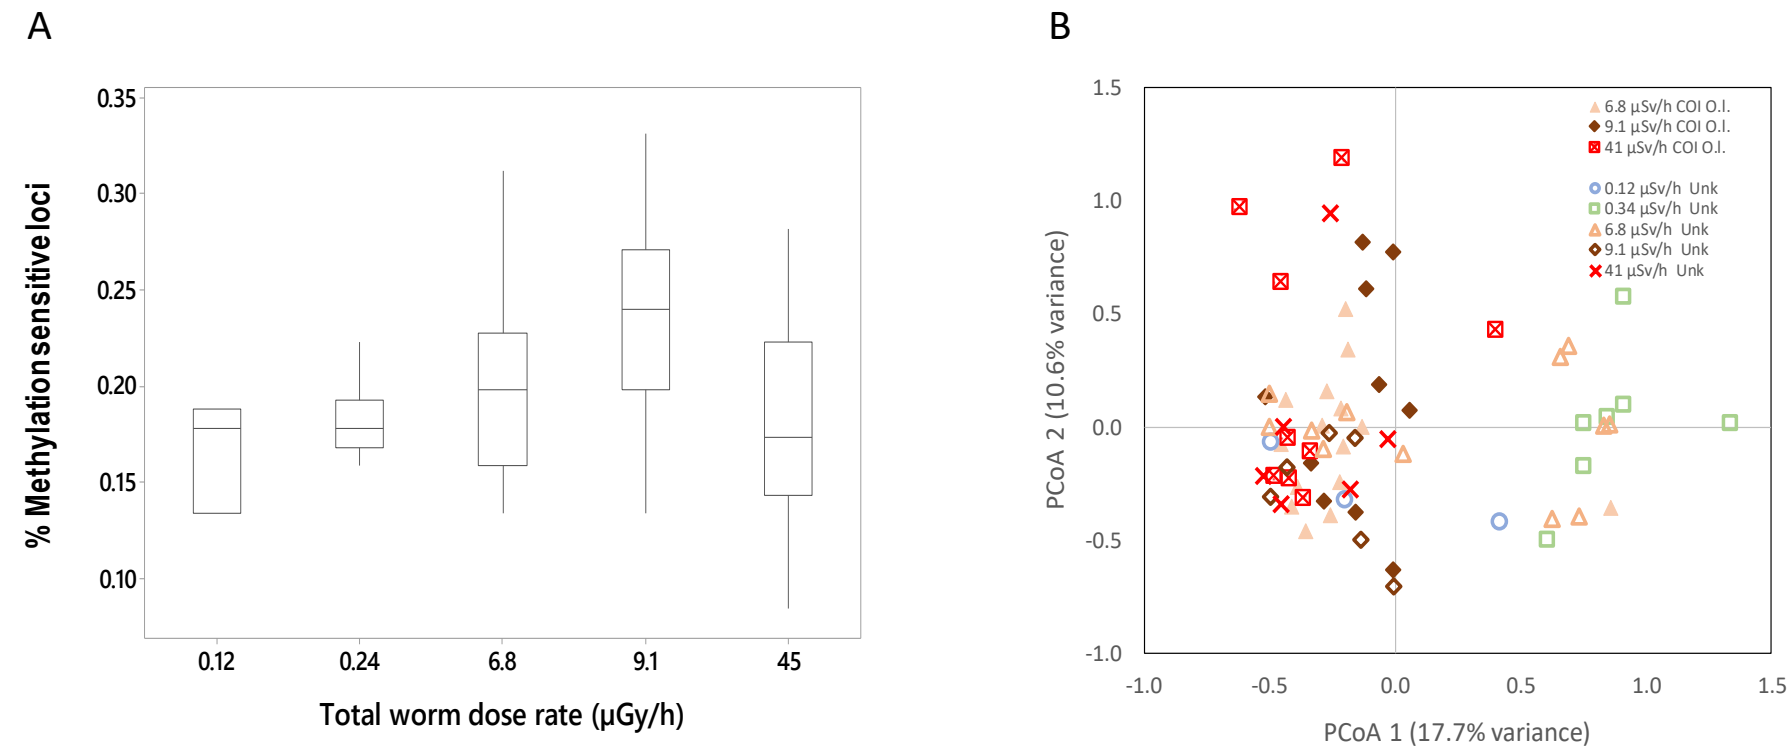 A
0.35
0.30
0.25
0.20
0.15
0.10
% Methylationsensitiveloci
0.12 0.24 6.8 9.1 45
Total worm dose rate (µGy/h)
B
1.5
1.0
0.5
0.0
-0.5
-1.0
PCoA 2 (10.6% variance)
6.8 µSv/h COI O.l.
9.1 µSv/h COI O.l.
41 µSv/h COI O.l.
0.12 µSv/h Unk
0.34 µSv/h Unk
6.8 µSv/h Unk
9.1 µSv/h Unk
41 µSv/h Unk
-1.0 -0.5 0.0 0.5 1.0 1.5
PCoA 1 (17.7% variance)